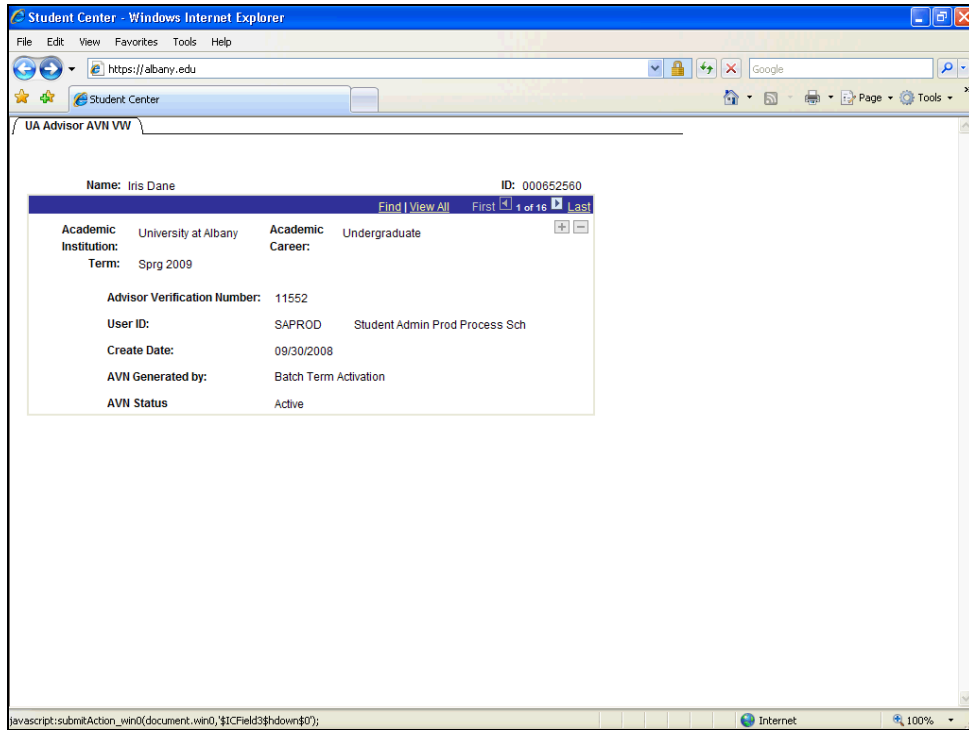 Student Center - Windows Internet Explorer
File Edit View Favorites Tools Help
https://albany.edu
Google
Student Center
Page Tools
UA Advisor AVN VW
Name: Iris Dane ID: 000652560
Find | View All First 1 of 16 Last
Academic Institution: University at Albany Academic Career: Undergraduate
Term: Sprg 2009
Advisor Verification Number: 11552
User ID: SAPROD Student Admin Prod Process Sch
Create Date: 09/30/2008
AVN Generated by: Batch Term Activation
AVN Status Active
javascript:submitAction_win0(document.win0,'$ICField3$hdown$0'); Internet 100%